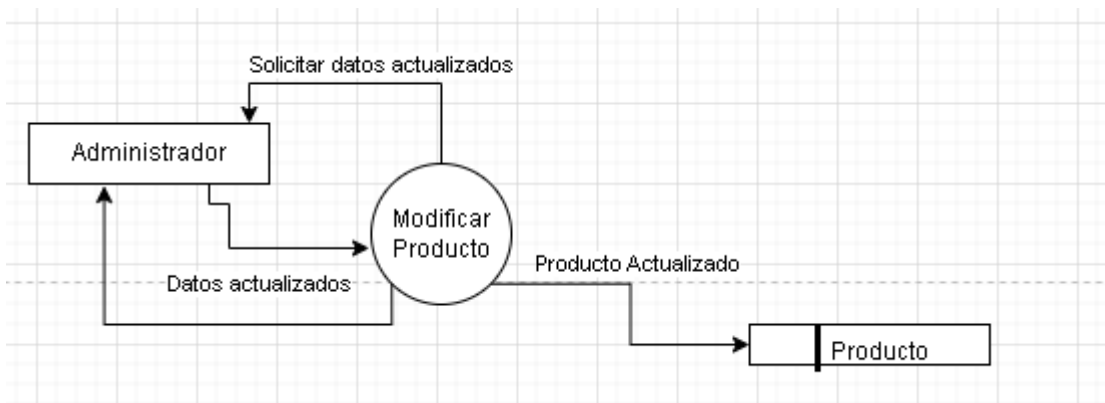 Solicitar datos actualizados
Administrador
Modificar
Producto
Datos actualizados
Producto Actualizado
Producto